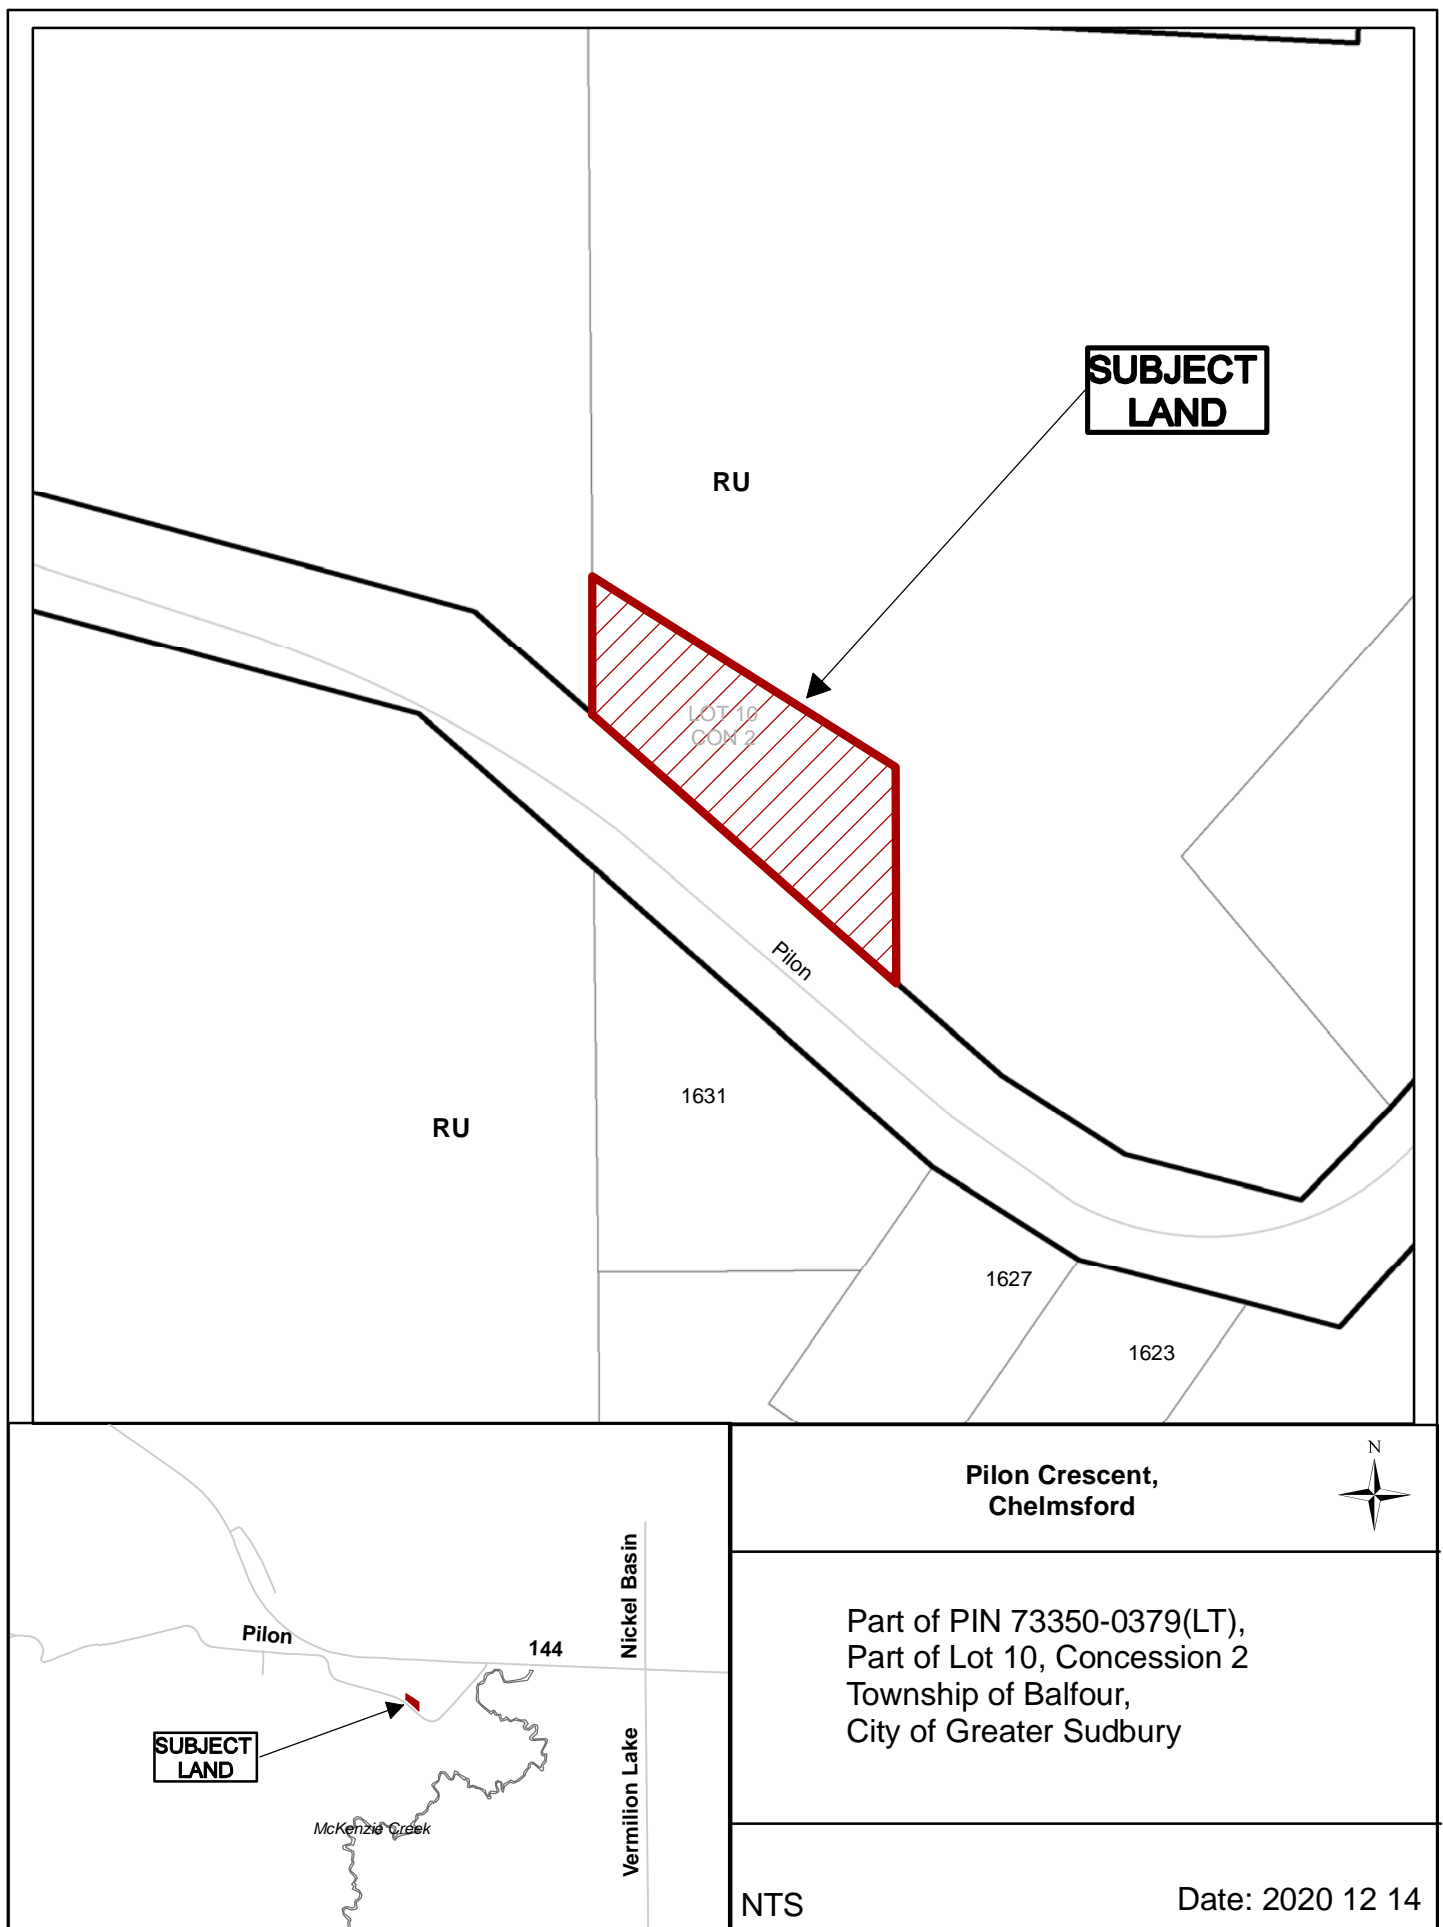 SUBJECT
LAND
RU
LOT 10
CON 2
Pilon
1631
RU
1627
1623
Pilon
144
Nickel Basin
Vermilion Lake
SUBJECT
LAND
McKenzie Creek
Pilon Crescent,
Chelmsford
N
Part of PIN 73350-0379(LT),
Part of Lot 10, Concession 2
Township of Balfour,
City of Greater Sudbury
NTS
Date: 2020 12 14